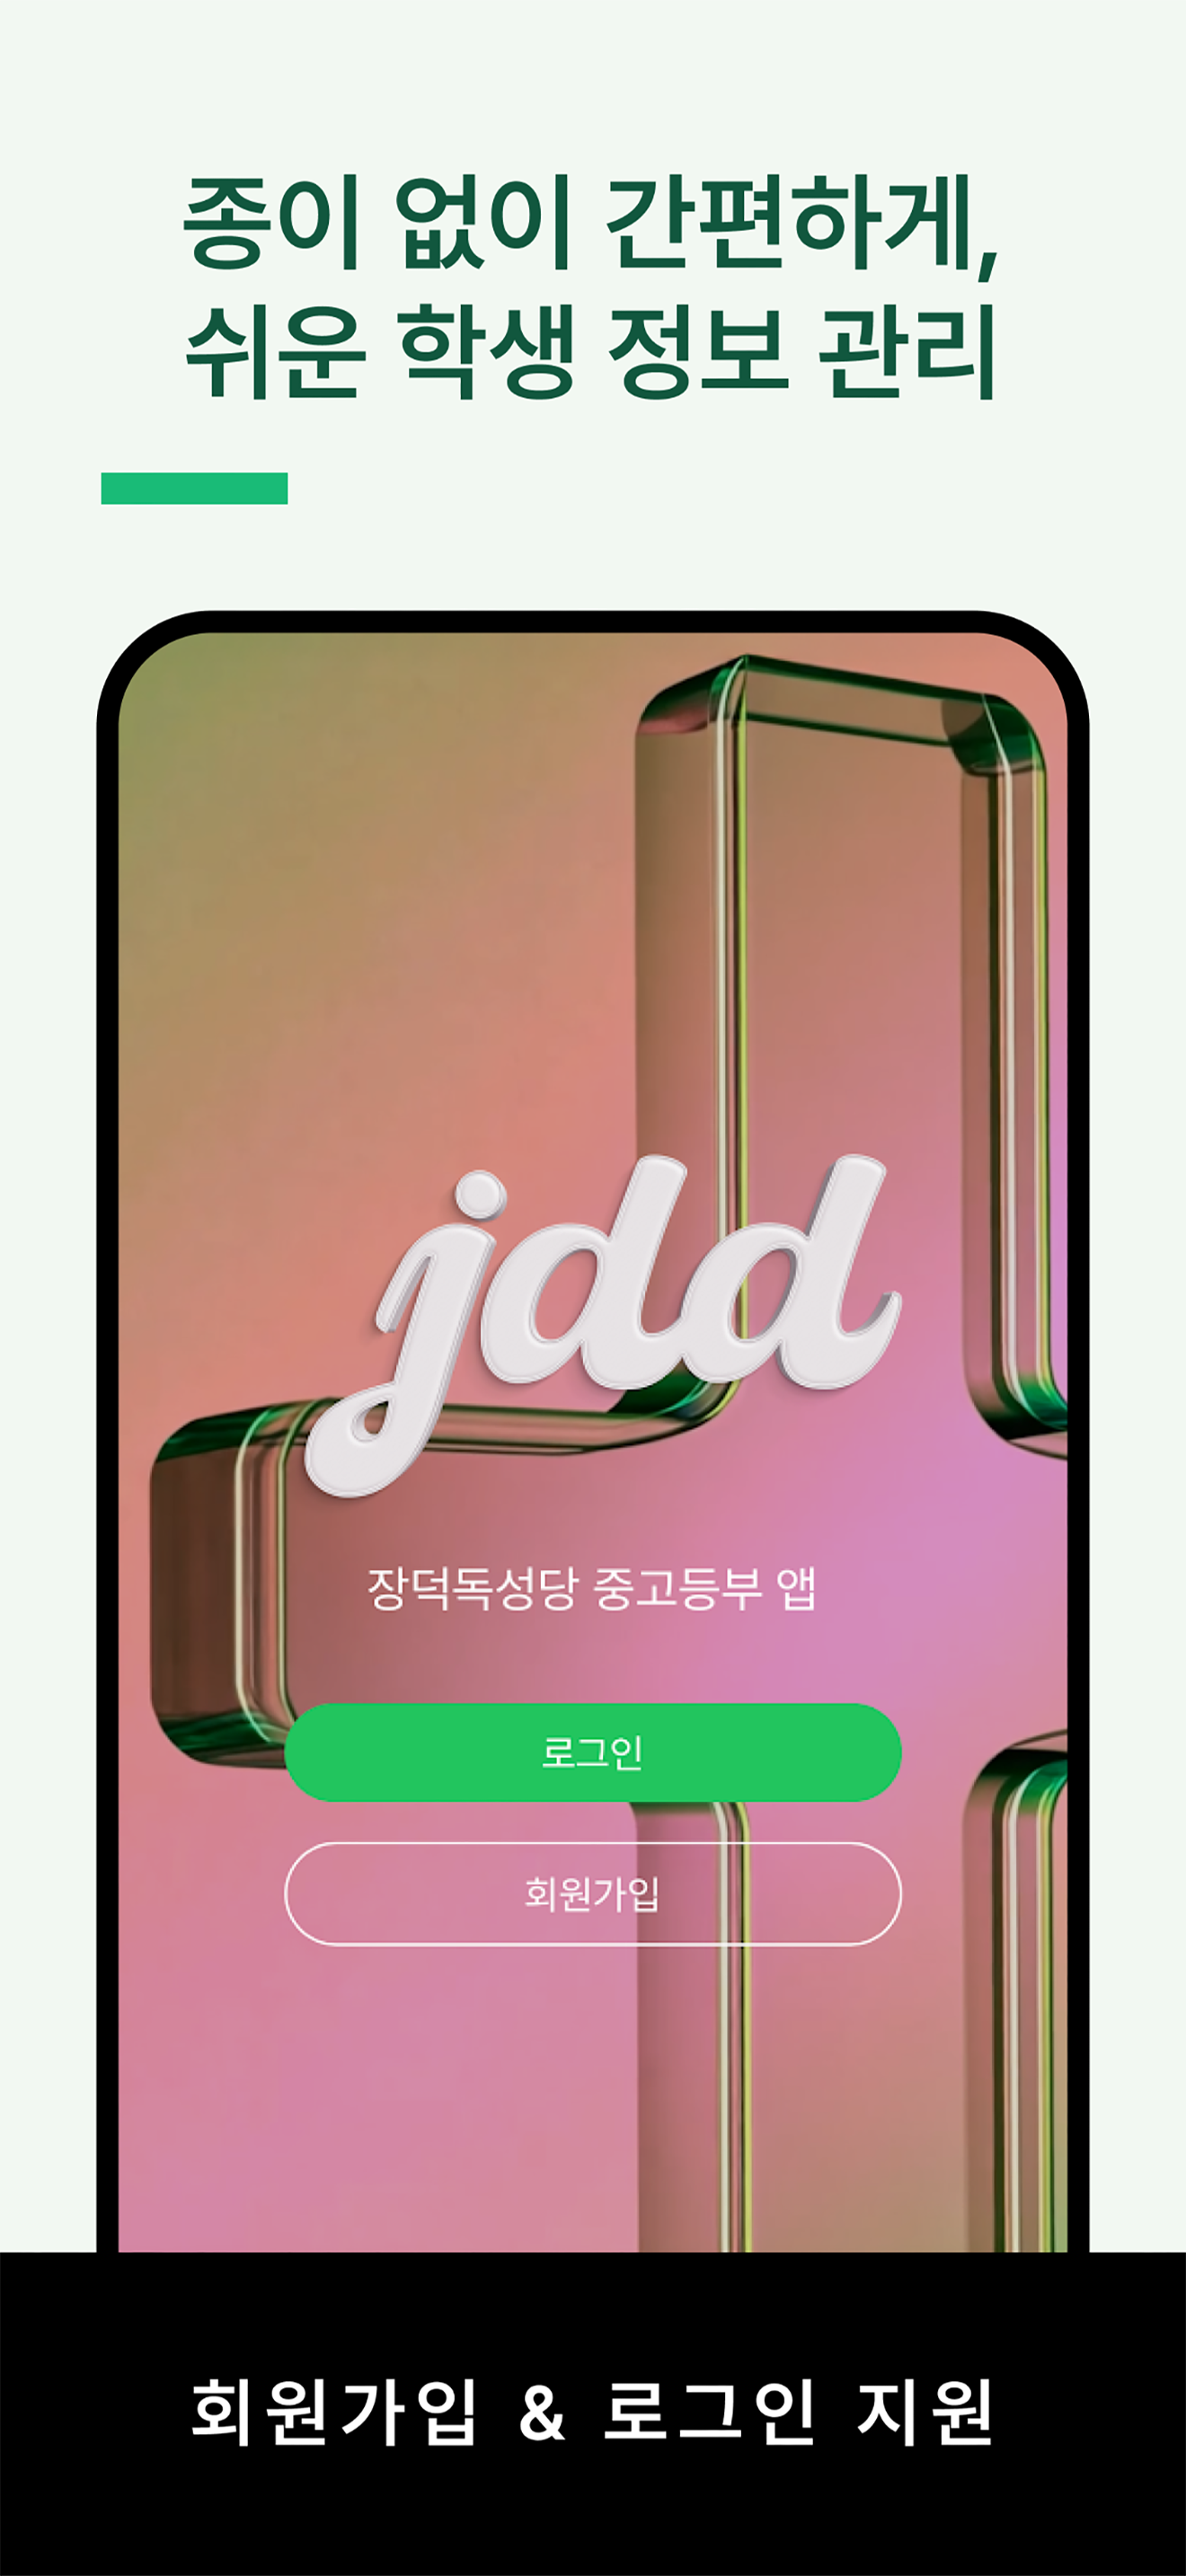 종이 없이 간편하게,
쉬운 학생 정보 관리
jdd
장덕독성당 중고등부 앱
로그인
회원가입
회원가입 & 로그인 지원